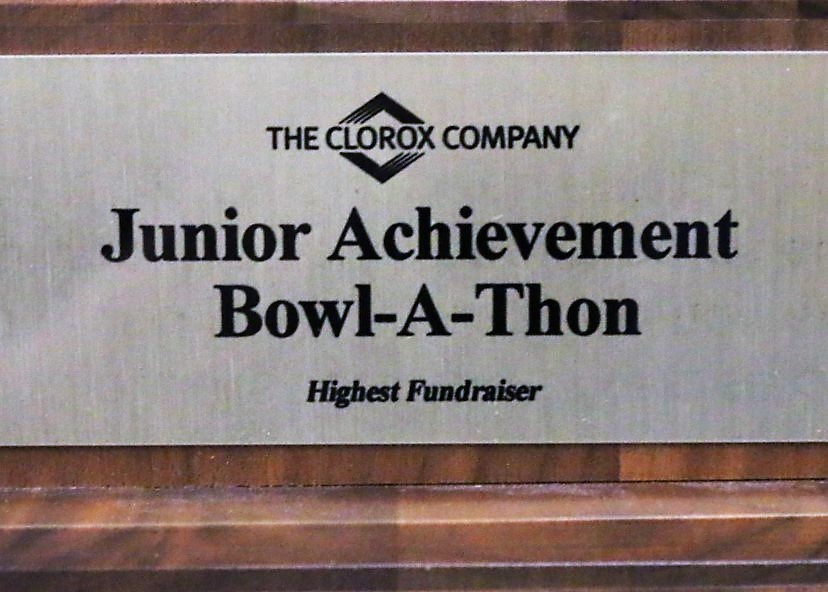 THE CLOROX COMPANY
Junior Achievement
Bowl-A-Thon
Highest Fundraiser